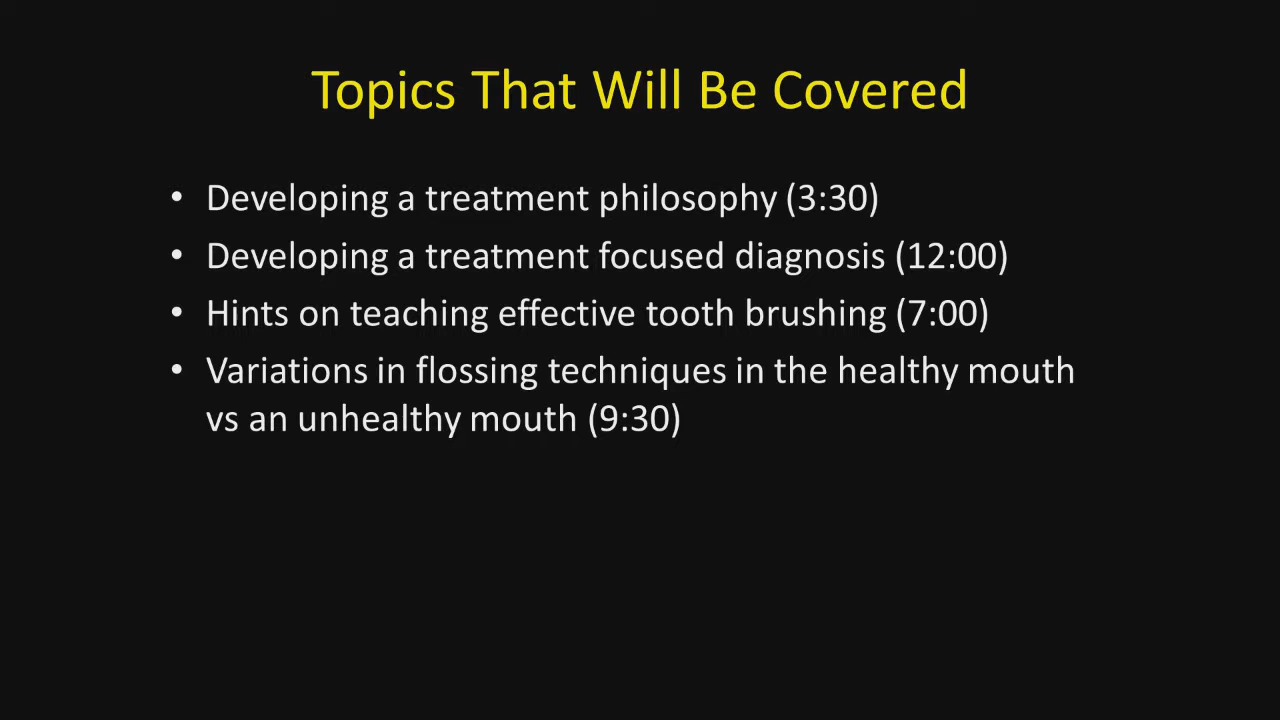 Topics That Will Be Covered
• Developing a treatment philosophy (3:30)
• Developing a treatment focused diagnosis (12:00)
• Hints on teaching effective tooth brushing (7:00)
• Variations in flossing techniques in the healthy mouth
vs an unhealthy mouth (9:30)